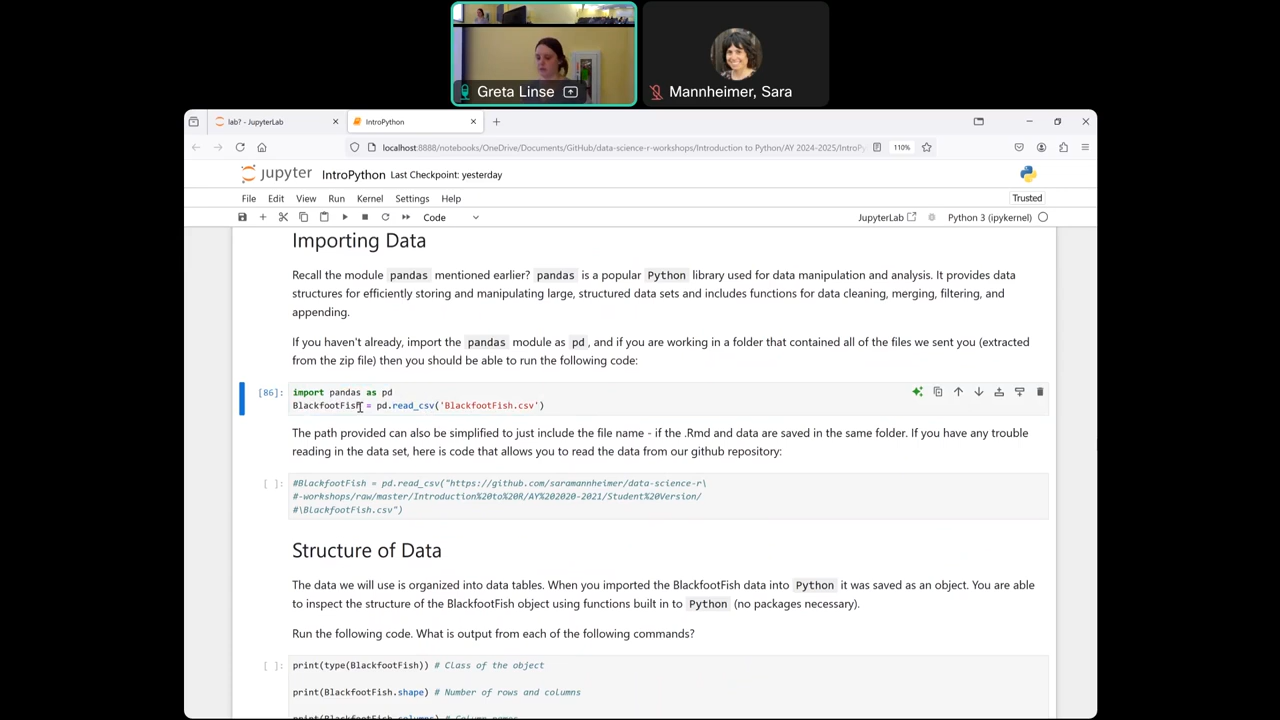 Greta Linse
Mannheimer, Sara
lab? - JupyterLab
IntroPython
localhost:8888/notebooks/OneDrive/Documents/GitHub/data-science-r-workshops/Introduction to Python/AY 2024-2025/IntroPy
110%
jupyter IntroPython Last Checkpoint: yesterday
File Edit View Run Kernel Settings Help
Trusted
Code
JupyterLab
Python 3 (ipykernel)
Importing Data
Recall the module pandas mentioned earlier? pandas is a popular Python library used for data manipulation and analysis. It provides data
structures for efficiently storing and manipulating large, structured data sets and includes functions for data cleaning, merging, filtering, and
appending.
If you haven't already, import the pandas module as pd , and if you are working in a folder that contained all of the files we sent you (extracted
from the zip file) then you should be able to run the following code:
[86]: import pandas as pd
BlackfootFish = pd.read_csv('BlackfootFish.csv')
The path provided can also be simplified to just include the file name - if the .Rmd and data are saved in the same folder. If you have any trouble
reading in the data set, here is code that allows you to read the data from our github repository:
[ ]: #BlackfootFish = pd.read_csv("https://github.com/saramannheimer/data-science-r\
#-workshops/raw/master/Introduction%20to%20R/AY%202020-2021/Student%20Version/
#\BlackfootFish.csv")
Structure of Data
The data we will use is organized into data tables. When you imported the BlackfootFish data into Python it was saved as an object. You are able
to inspect the structure of the BlackfootFish object using functions built in to Python (no packages necessary).
Run the following code. What is output from each of the following commands?
[ ]: print(type(BlackfootFish)) # Class of the object
print(BlackfootFish.shape) # Number of rows and columns
print(BlackfootFish.columns) # Column names